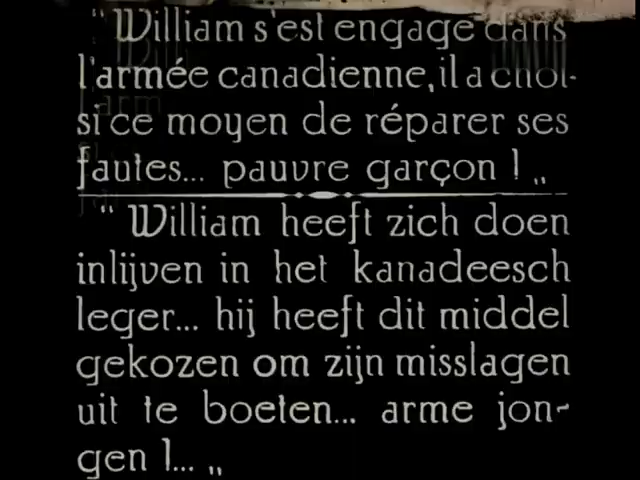 “ William s'est engagé dans
l'armée canadienne, il a choi-
si ce moyen de réparer ses
fautes... pauvre garçon ! „
“ William heeft zich doen
inlijven in het kanadeesch
leger... hij heeft dit middel
gekozen om zijn misslagen
uit te boeten... arme jon-
gen !... „